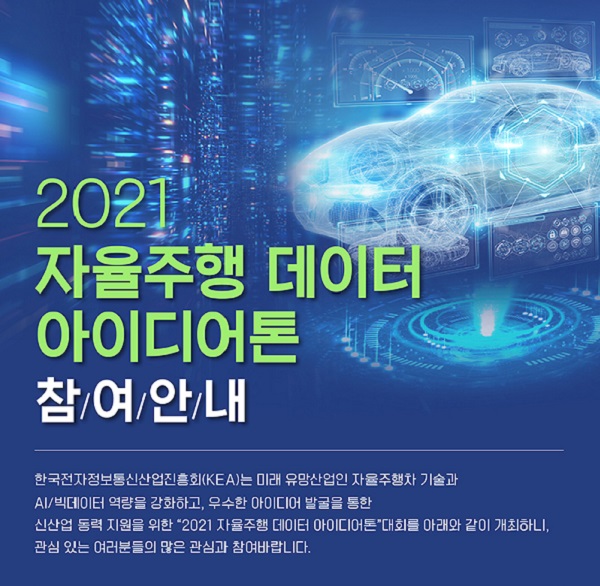 2021
자율주행 데이터
아이디어톤
참/여/안/내
한국전자정보통신산업진흥회(KEA)는 미래 유망산업인 자율주행차 기술과
AI/빅데이터 역량을 강화하고, 우수한 아이디어 발굴을 통한
신산업 동력 지원을 위한 “2021 자율주행 데이터 아이디어톤”대회를 아래와 같이 개최하니,
관심 있는 여러분들의 많은 관심과 참여바랍니다.